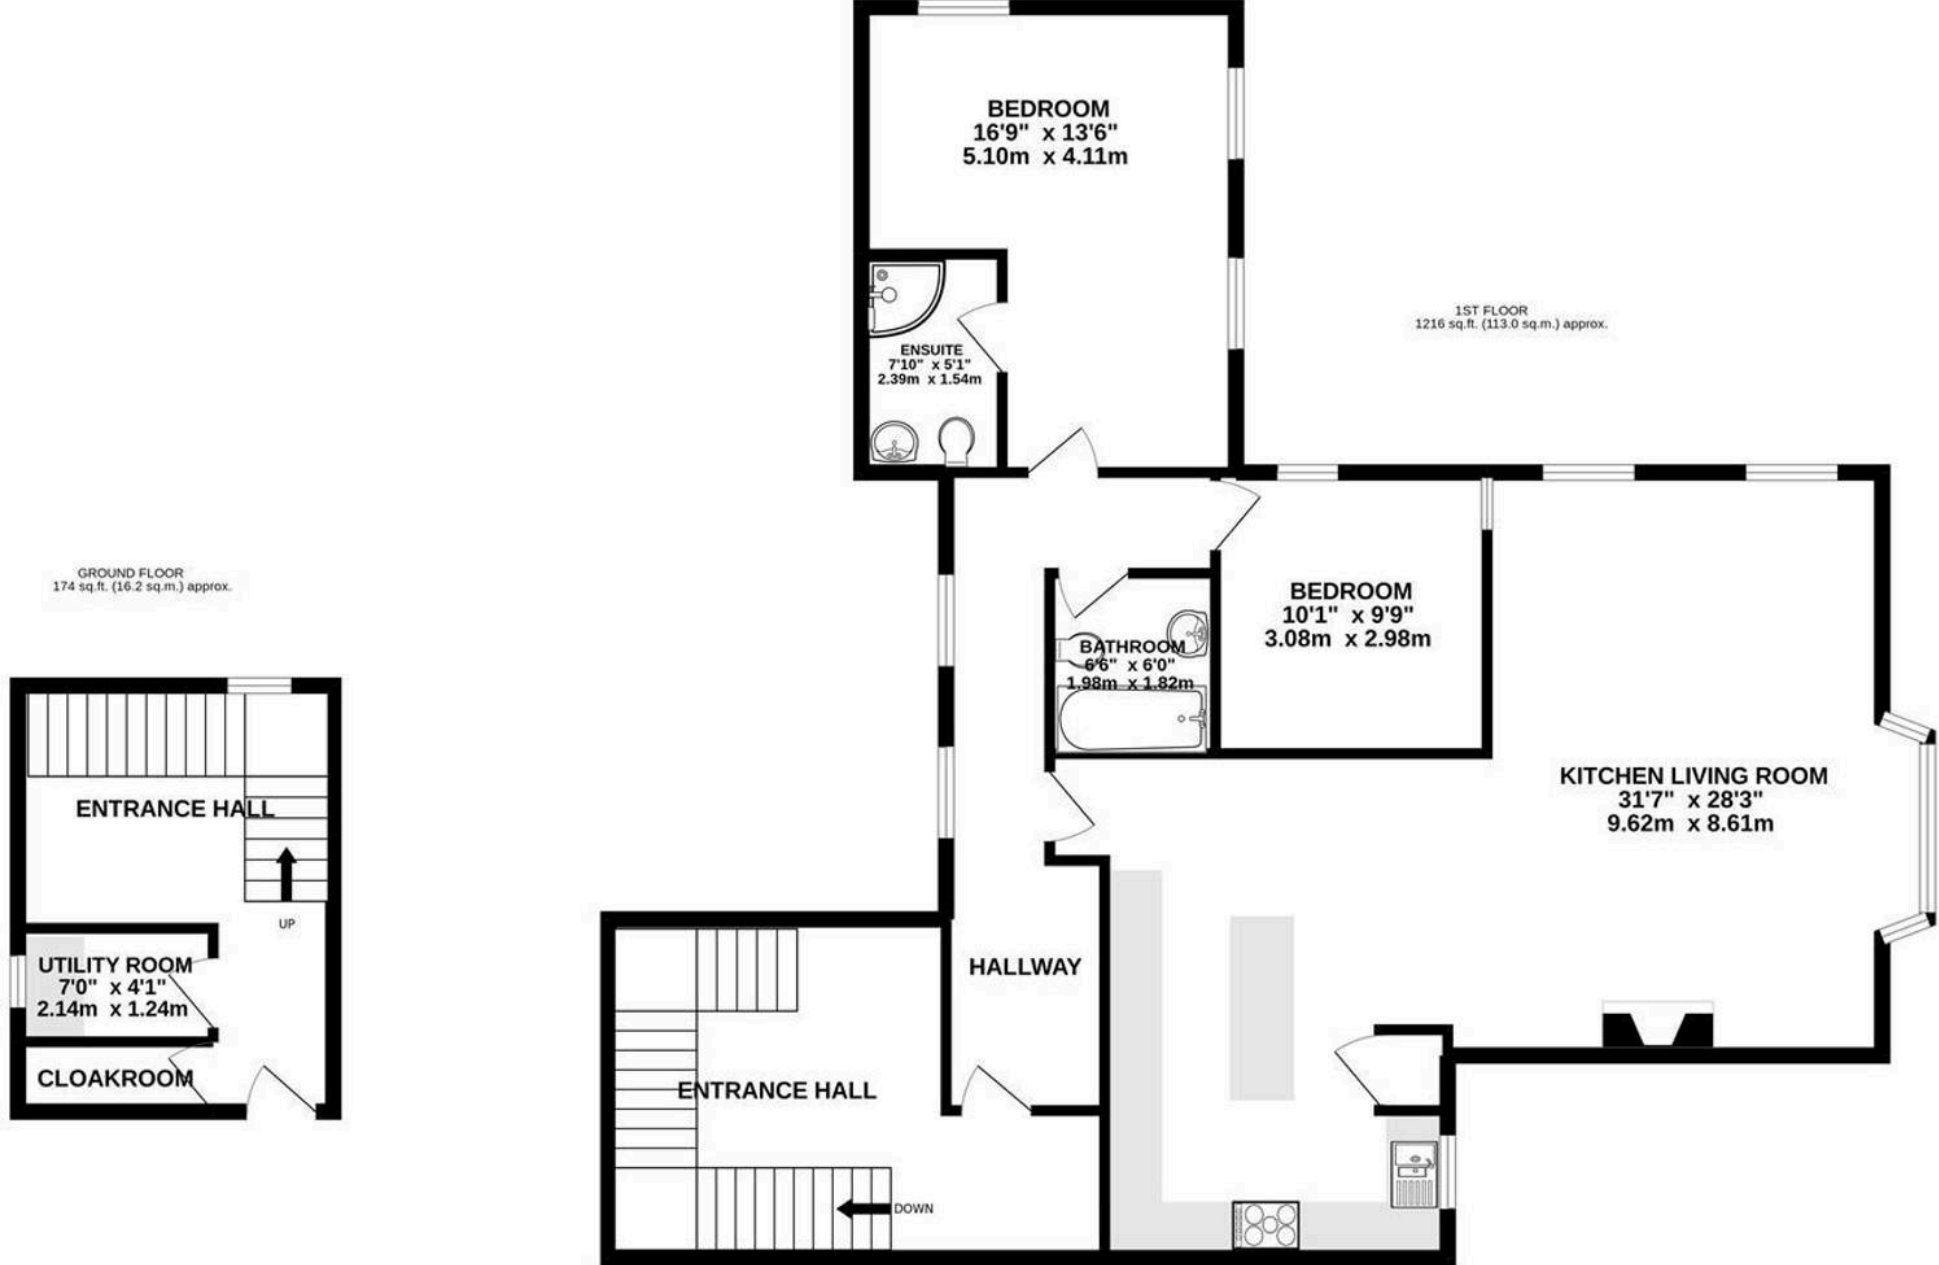 BEDROOM
16'9" x 13'6"
5.10m x 4.11m
1ST FLOOR
1216 sq.ft. (113.0 sq.m.) approx.
ENSUITE
7'10" x 5'1"
2.39m x 1.54m
GROUND FLOOR
174 sq.ft. (16.2 sq.m.) approx.
BEDROOM
10'1" x 9'9"
3.08m x 2.98m
BATHROOM
6'6" x 6'0"
1.98m x 1.82m
KITCHEN LIVING ROOM
31'7" x 28'3"
9.62m x 8.61m
ENTRANCE HALL
UP
UTILITY ROOM
7'0" x 4'1"
2.14m x 1.24m
CLOAKROOM
HALLWAY
ENTRANCE HALL
DOWN